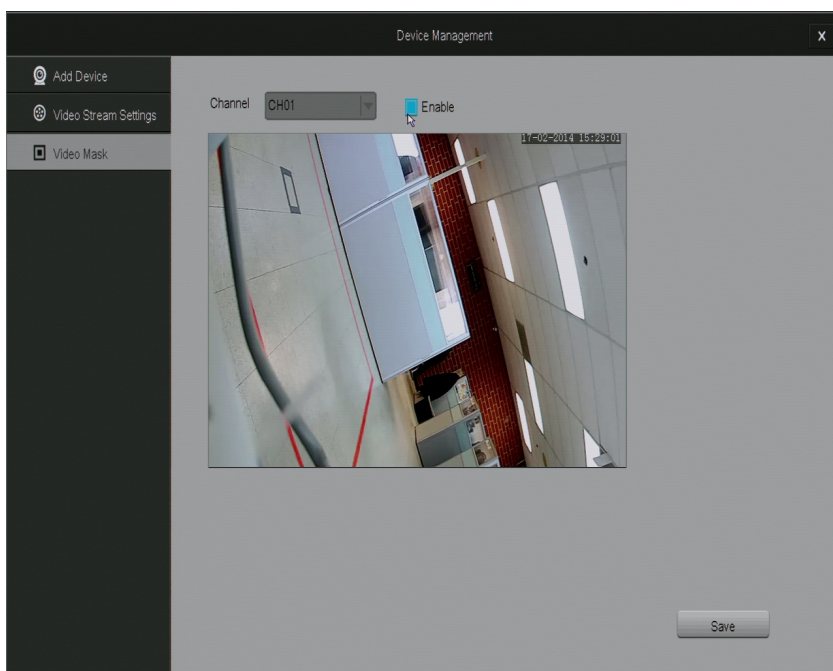 Device Management
X
Add Device
Video Stream Settings
Video Mask
Channel
CH01
Enable
17-02-2014 15:29:01
Save